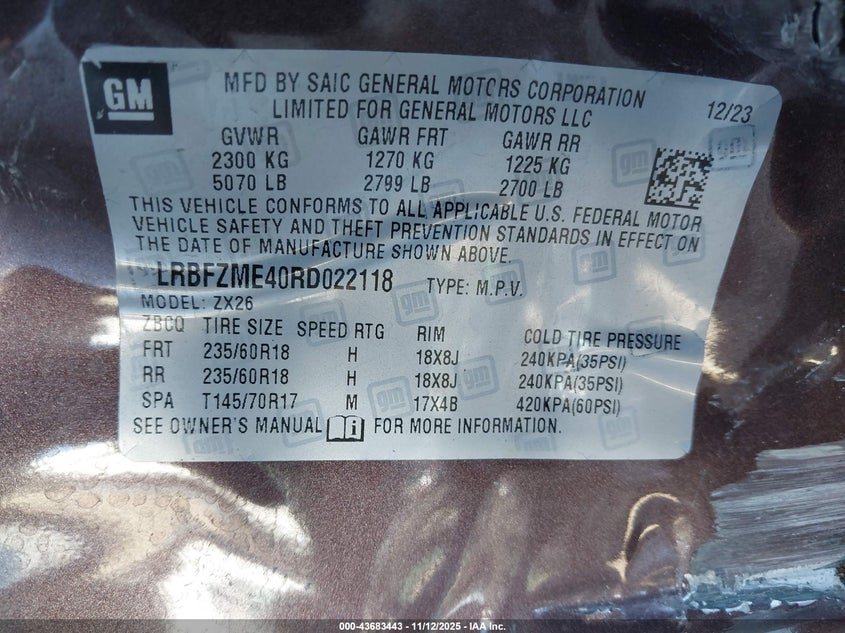 GM
MFD BY SAIC GENERAL MOTORS CORPORATION
LIMITED FOR GENERAL MOTORS LLC
12/23
GVWR GAWR FRT GAWR RR
2300 KG 1270 KG 1225 KG
5070 LB 2799 LB 2700 LB
THIS VEHICLE CONFORMS TO ALL APPLICABLE U.S. FEDERAL MOTOR
VEHICLE SAFETY AND THEFT PREVENTION STANDARDS IN EFFECT ON
THE DATE OF MANUFACTURE SHOWN ABOVE.
LRBFZME40RD022118 TYPE: M.P.V.
MODEL: ZX26
ZBCQ TIRE SIZE SPEED RTG RIM COLD TIRE PRESSURE
FRT 235/60R18 H 18X8J 240KPA(35PSI)
RR 235/60R18 H 18X8J 240KPA(35PSI)
SPA T145/70R17 M 17X4B 420KPA(60PSI)
SEE OWNER'S MANUAL FOR MORE INFORMATION.
000-43683443 - 11/12/2025 - IAA Inc.